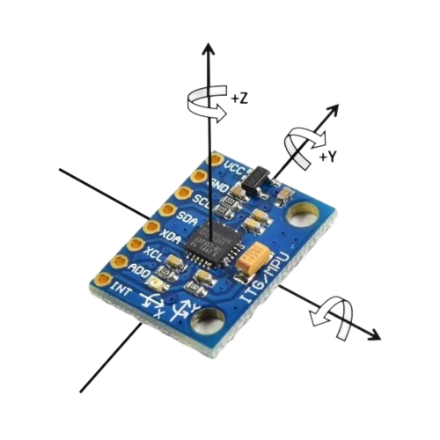 +Z
+Y
VCC
GND
SCL
SDA
XDA
XCL
ADO
INT
ITG/MPU
X
Y